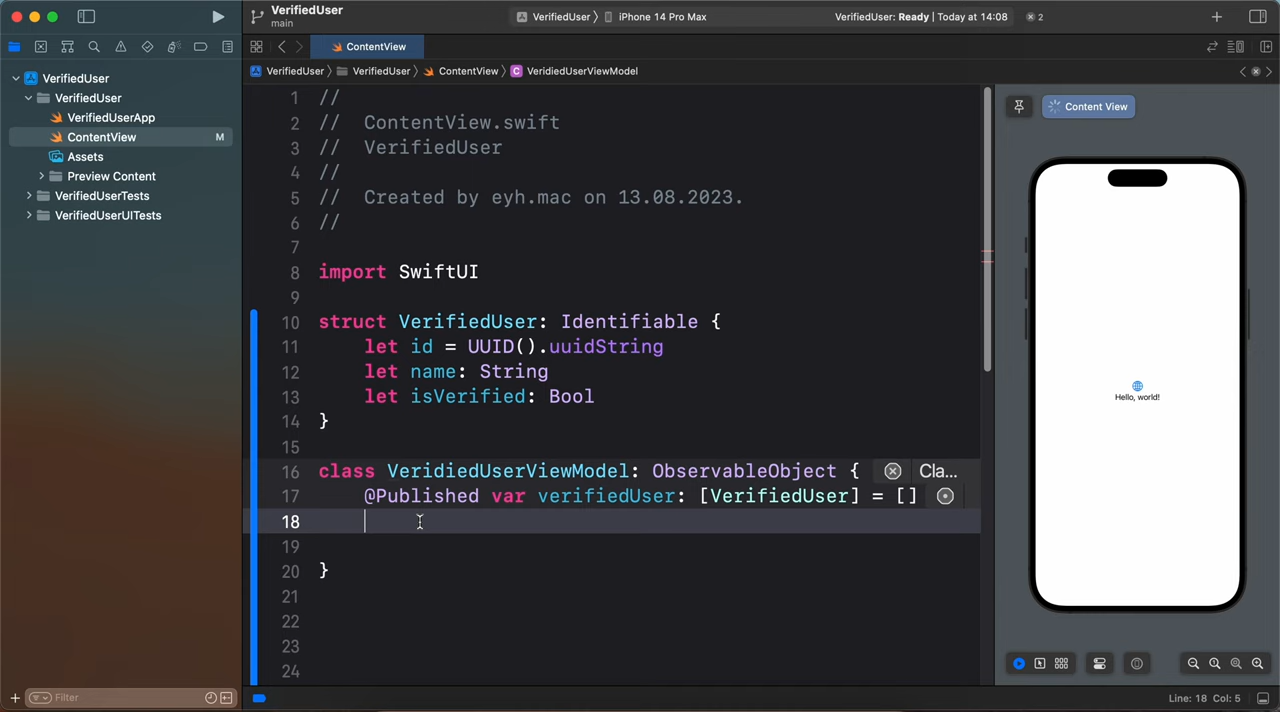 VerifiedUser
main
VerifiedUser
iPhone 14 Pro Max
VerifiedUser: Ready | Today at 14:08
2
ContentView
VerifiedUser
VerifiedUser
ContentView
C VeridiedUserViewModel
VerifiedUser
VerifiedUser
VerifiedUserApp
ContentView M
Assets
Preview Content
VerifiedUserTests
VerifiedUserUITests
1 //
2 // ContentView.swift
3 // VerifiedUser
4 //
5 // Created by eyh.mac on 13.08.2023.
6 //
7
8 import SwiftUI
9
10 struct VerifiedUser: Identifiable {
11 let id = UUID().uuidString
12 let name: String
13 let isVerified: Bool
14 }
15
16 class VeridiedUserViewModel: ObservableObject { Cla...
17 @Published var verifiedUser: [VerifiedUser] = []
18
19
20 }
21
22
23
24
Content View
Hello, world!
Filter
Line: 18 Col: 5